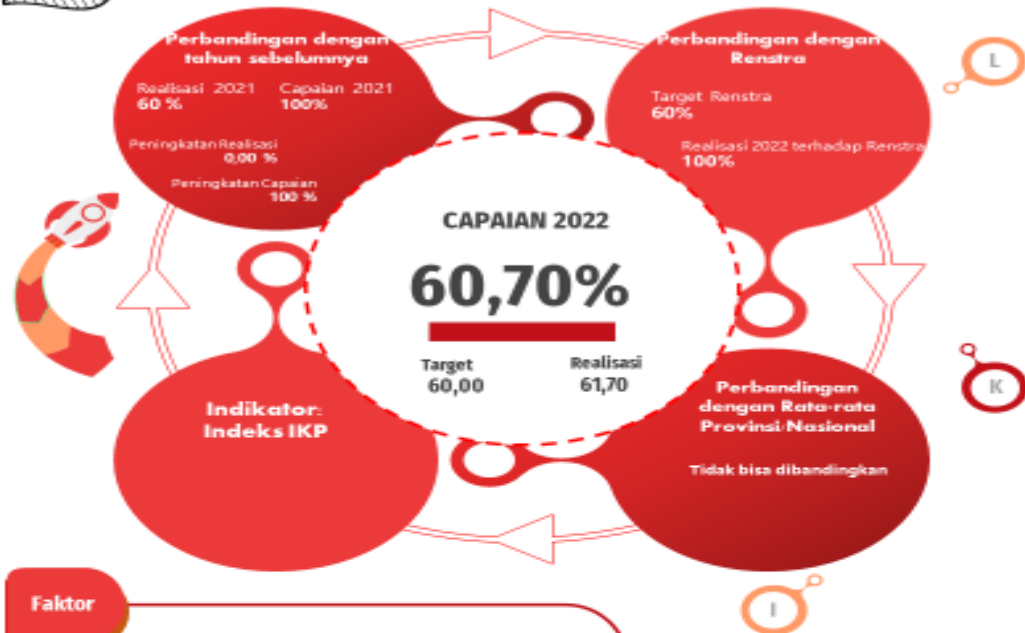 Perbandingan dengan
tahun sebelumnya
Realisasi 2021 Capaian 2021
60 % 100%
Peningkatan Realisasi
0,00 %
Peningkatan Capaian
100 %
Perbandingan dengan
Renstra
Target Renstra
60%
Realisasi 2022 terhadap Renstra
100%
L
CAPAIAN 2022
60,70%
Target Realisasi
60,00 61,70
K
Indikator:
Indeks IKP
Perbandingan
dengan Rata-rata
Provinsi/Nasional
Tidak bisa dibandingkan
Faktor
I